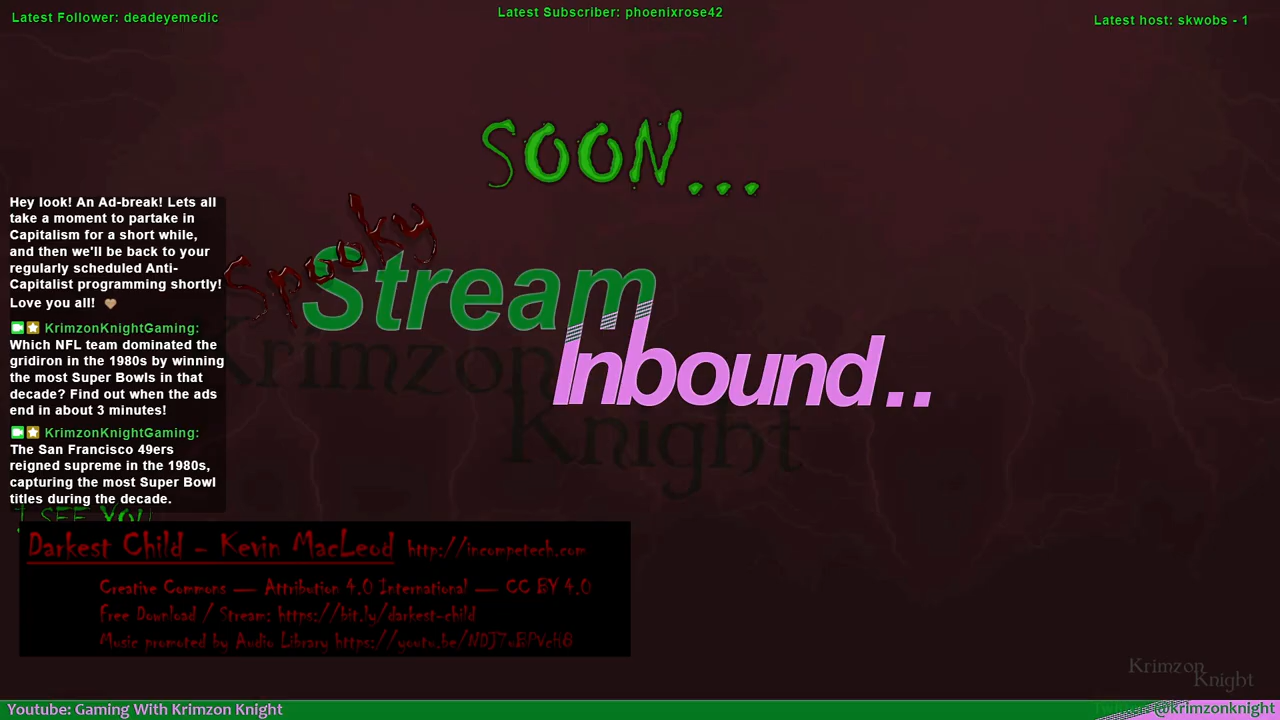 Latest Follower: deadeyemedic
Latest Subscriber: phoenixrose42
Latest host: skwobs - 1
SOON...
Spooky
Stream
Inbound..
Krimzon
Knight
Hey look! An Ad-break! Lets all
take a moment to partake in
Capitalism for a short while,
and then we'll be back to your
regularly scheduled Anti-
Capitalist programming shortly!
Love you all!
KrimzonKnightGaming:
Which NFL team dominated the
gridiron in the 1980s by winning
the most Super Bowls in that
decade? Find out when the ads
end in about 3 minutes!
KrimzonKnightGaming:
The San Francisco 49ers
reigned supreme in the 1980s,
capturing the most Super Bowl
titles during the decade.
I SEE YOU
Darkest Child - Kevin MacLeod http://incompetech.com
Creative Commons — Attribution 4.0 International — CC BY 4.0
Free Download / Stream: https://bit.ly/darkest-child
Music promoted by Audio Library
Krimzon
Knight
Youtube: Gaming With Krimzon Knight
@krimzonknight